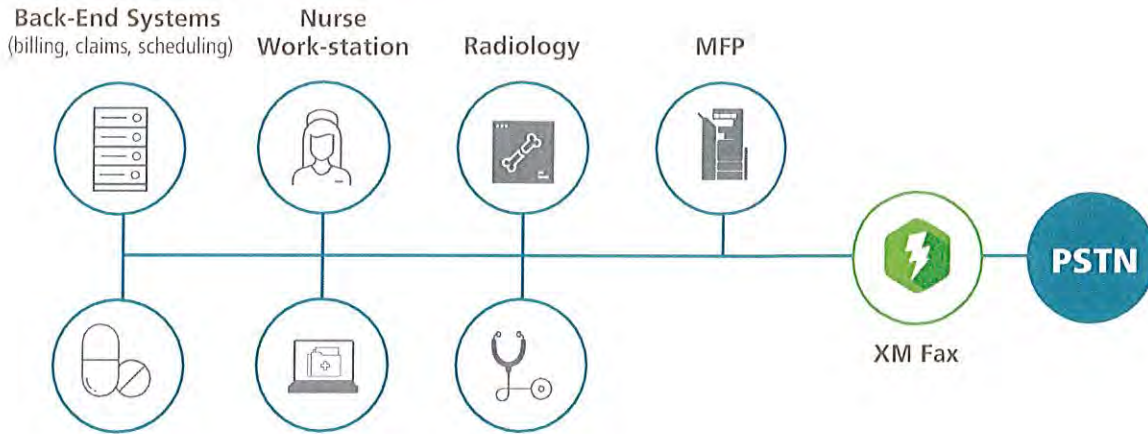 Back-End Systems
(billing, claims, scheduling)
Nurse
Work-station
Radiology
MFP
PSTN
XM Fax